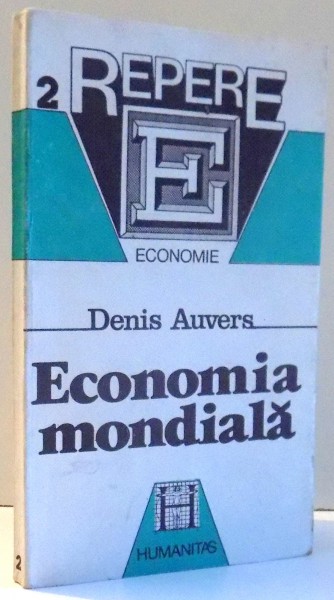 2 REPERE
E
ECONOMIE
Denis Auvers
Economia
mondială
H
HUMANITAS
2